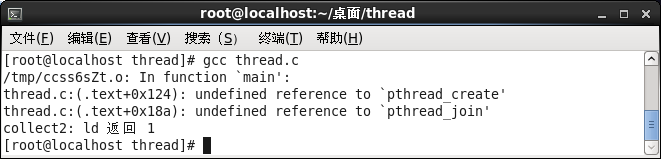 root@localhost:~/桌面/thread
文件(F) 编辑(E) 查看(V) 搜索(S) 终端(T) 帮助(H)
[root@localhost thread]# gcc thread.c
/tmp/ccss6sZt.o: In function `main':
thread.c:(.text+0x124): undefined reference to `pthread_create'
thread.c:(.text+0x18a): undefined reference to `pthread_join'
collect2: ld 返回 1
[root@localhost thread]#